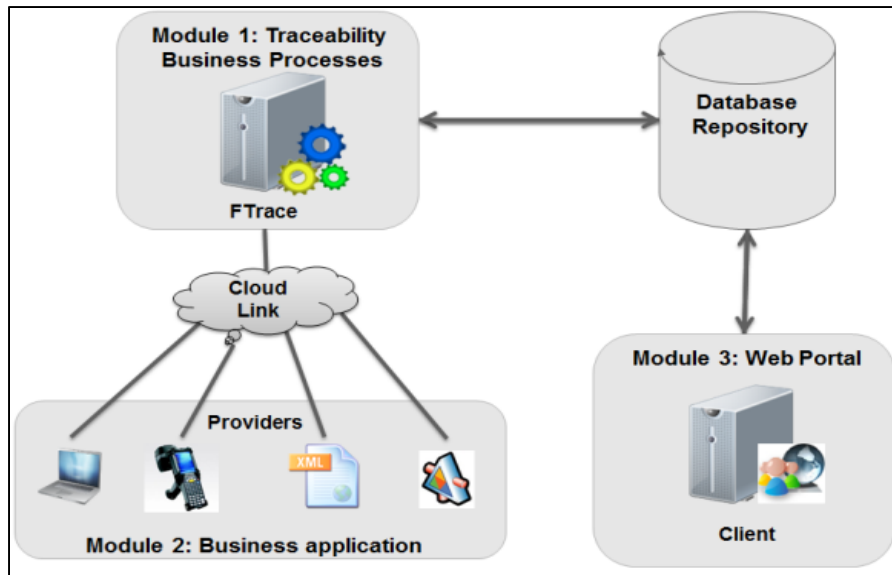 Module 1: Traceability
Business Processes
FTrace
Database
Repository
Cloud
Link
Module 3: Web Portal
Client
Providers
XML
Module 2: Business application